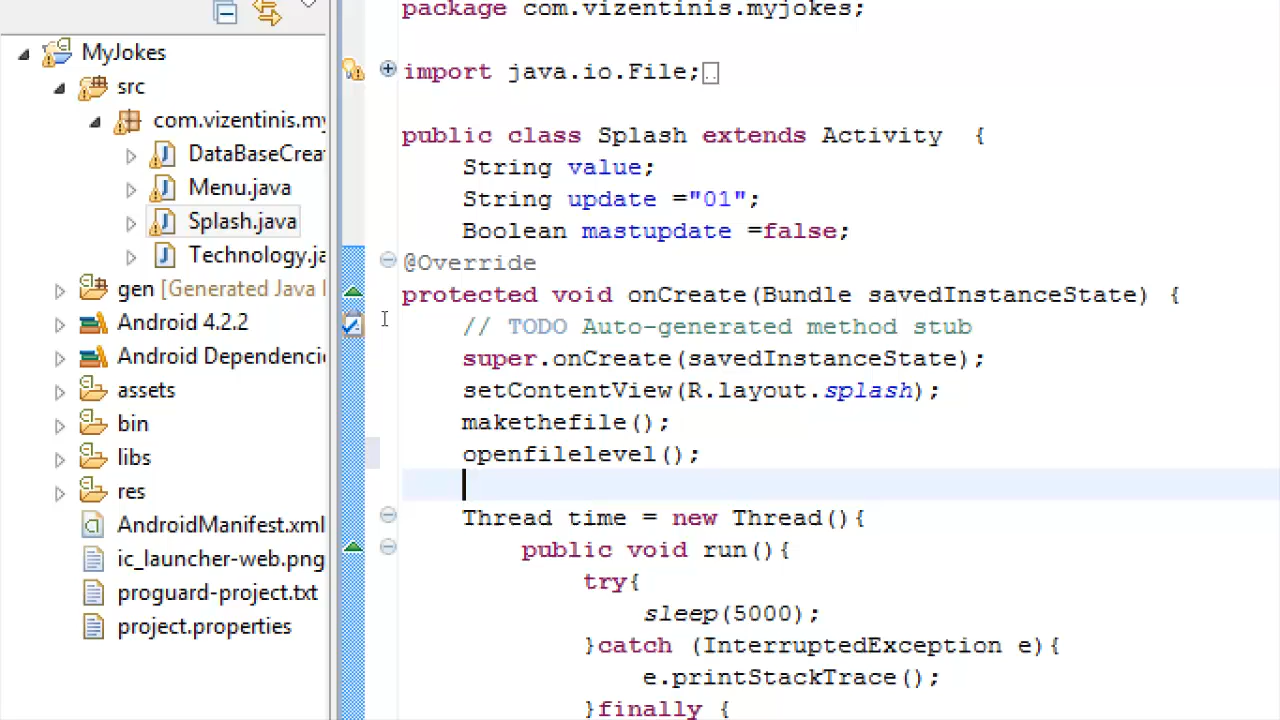 MyJokes
src
com.vizentinis.my
DataBaseCrea
Menu.java
Splash.java
Technology.ja
gen [Generated Java
Android 4.2.2
Android Dependenci
assets
bin
libs
res
AndroidManifest.xml
ic_launcher-web.png
proguard-project.txt
project.properties
package com.vizentinis.myjokes;
import java.io.File;
public class Splash extends Activity  {
String value;
String update ="01";
Boolean mastupdate =false;
@Override
protected void onCreate(Bundle savedInstanceState) {
// TODO Auto-generated method stub
super.onCreate(savedInstanceState);
setContentView(R.layout.splash);
makethefile();
openfilelevel();
Thread time = new Thread(){
public void run(){
try{
sleep(5000);
}catch (InterruptedException e){
e.printStackTrace();
}finally {